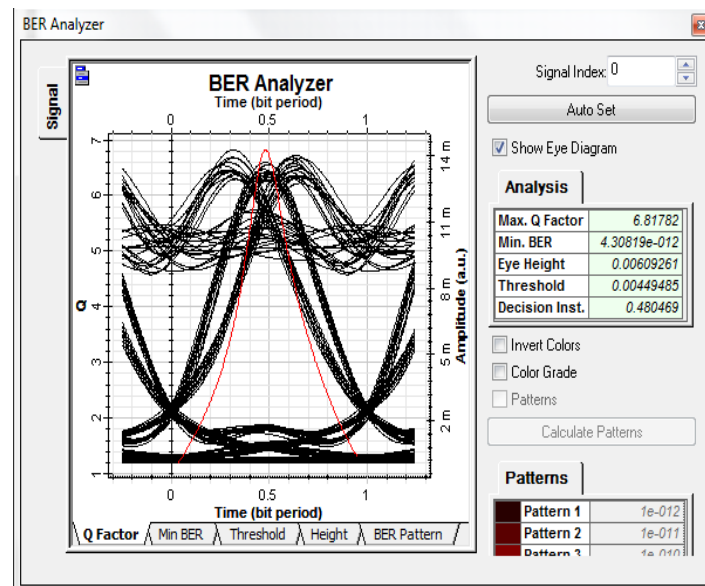 BER Analyzer
Signal
BER Analyzer
Time (bit period)
0 0.5 1
Q
7
6
5
4
3
2
1
Amplitude (a.u.)
14 m
11 m
8 m
5 m
2 m
0 0.5 1
Time (bit period)
Q Factor Min BER Threshold Height BER Pattern
Signal Index: 0
Auto Set
Show Eye Diagram
Analysis
Max. Q Factor 6.81782
Min. BER 4.30819e-012
Eye Height 0.00609261
Threshold 0.00449485
Decision Inst. 0.480469
Invert Colors
Color Grade
Patterns
Calculate Patterns
Patterns
Pattern 1 1e-012
Pattern 2 1e-011
Pattern 3 1e-010